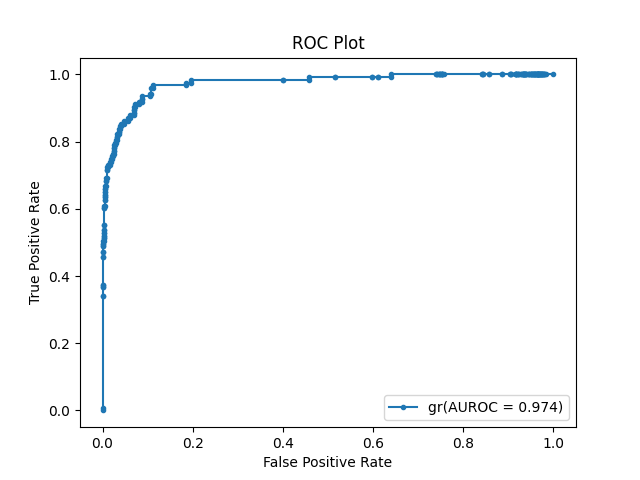 ROC Plot
True Positive Rate
1.0
0.8
0.6
0.4
0.2
0.0
gr(AUROC = 0.974)
0.0 0.2 0.4 0.6 0.8 1.0
False Positive Rate